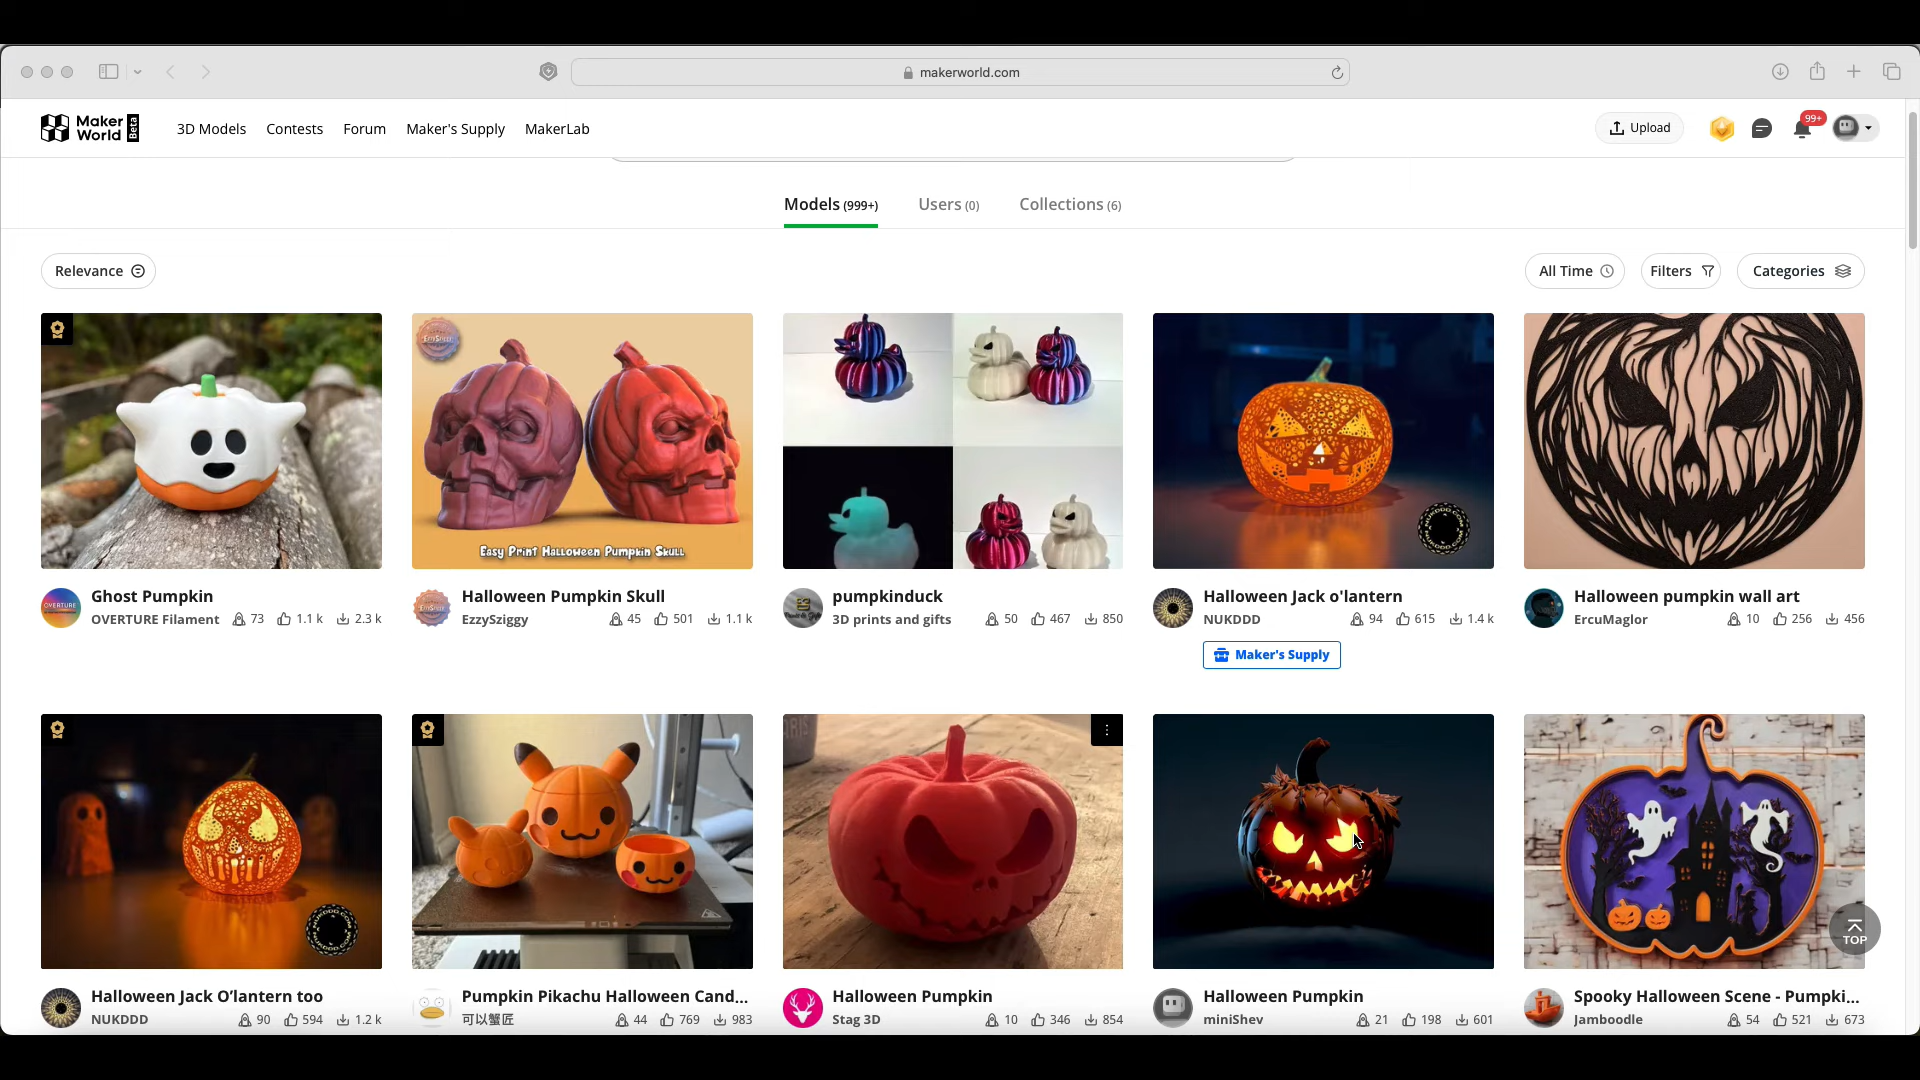 makerworld.com
Maker World Beta
3D Models Contests Forum Maker's Supply MakerLab
Upload
99+
Models (999+) Users (0) Collections (6)
Relevance
All Time Filters Categories
Easy Print Halloween Pumpkin Skull
NUKDDD.COM
Ghost Pumpkin
OVERTURE Filament 73 1.1 k 2.3 k
Halloween Pumpkin Skull
EzzySziggy 45 501 1.1 k
pumpkinduck
3D prints and gifts 50 467 850
Halloween Jack o'lantern
NUKDDD 94 615 1.4 k
Maker's Supply
Halloween pumpkin wall art
ErcuMaglor 10 256 456
NUKDDD.COM
TOP
Halloween Jack O’lantern too
NUKDDD 90 594 1.2 k
Pumpkin Pikachu Halloween Cand...
可以蟹匠 44 769 983
Halloween Pumpkin
Stag 3D 10 346 854
Halloween Pumpkin
miniShev 21 198 601
Spooky Halloween Scene - Pumpki...
Jamboodle 54 521 673